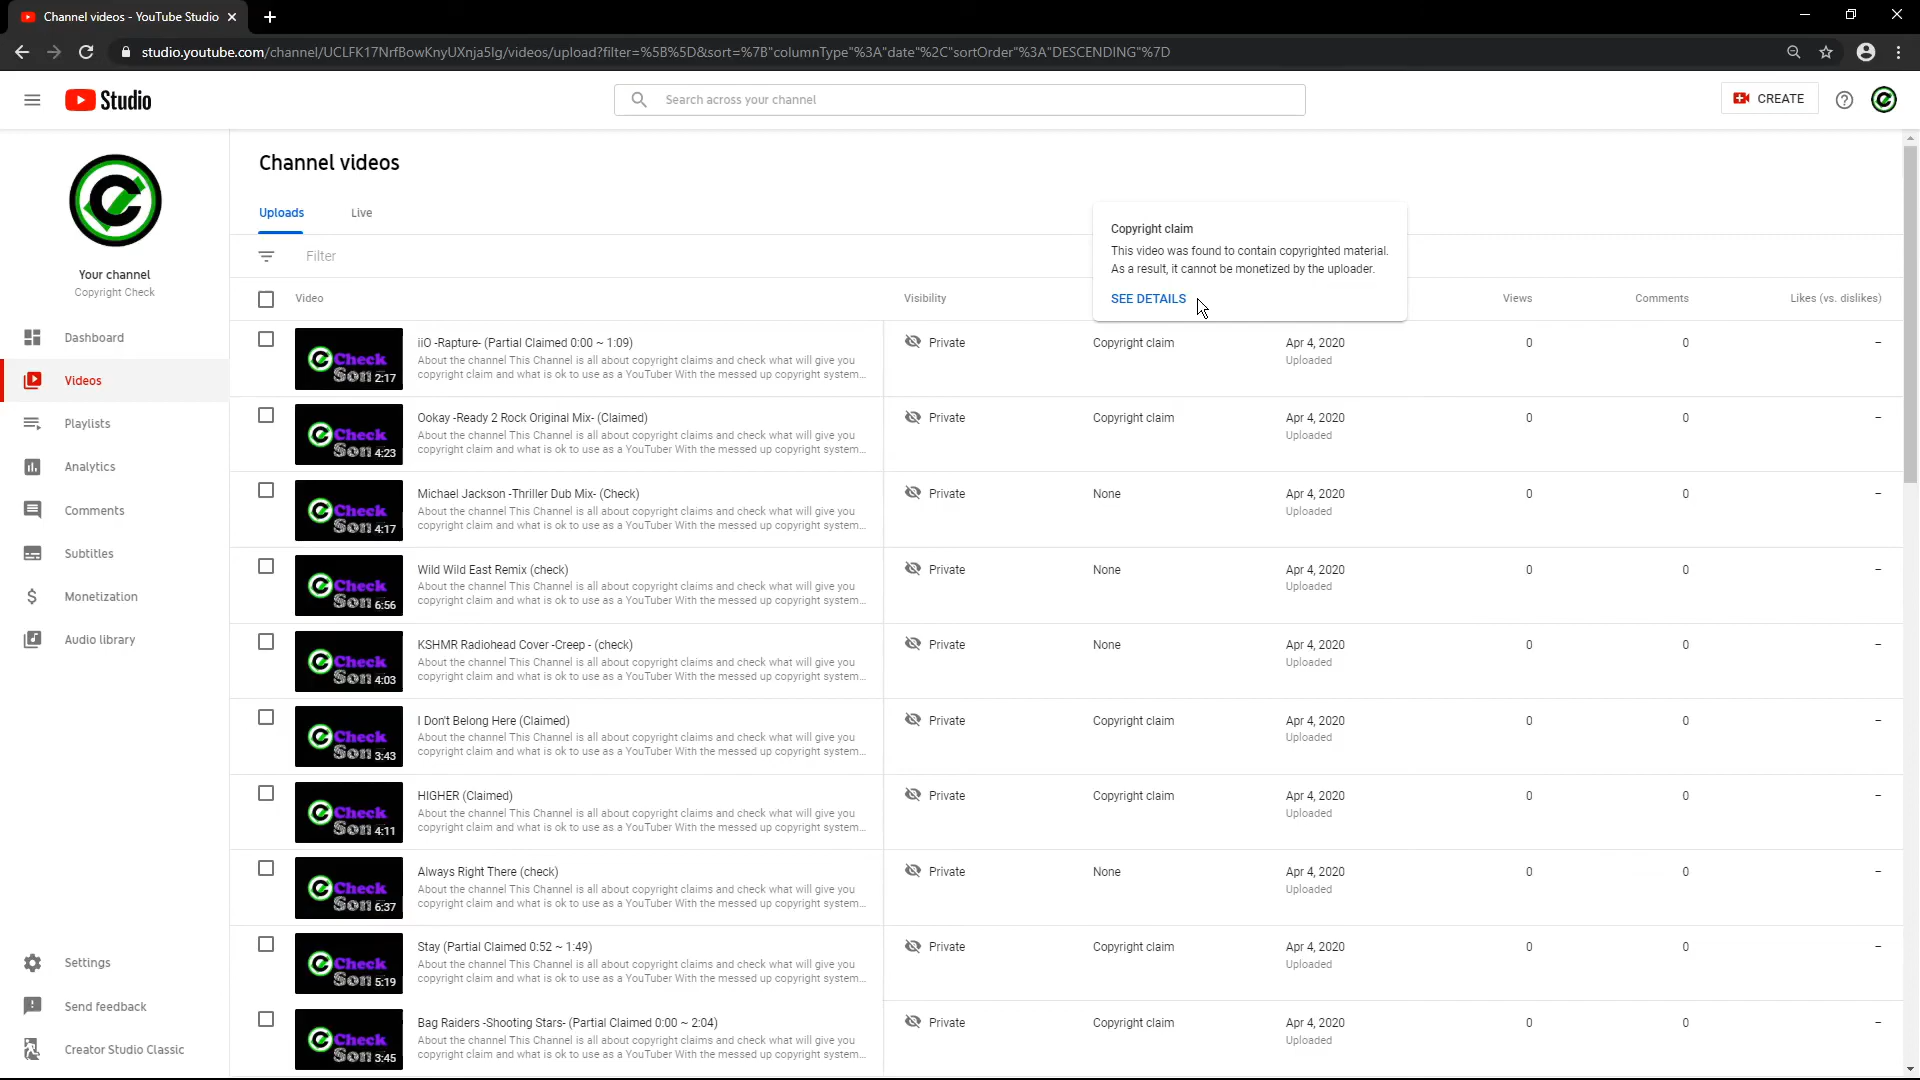 Channel videos - YouTube Studio
studio.youtube.com/channel/UCLFK17NrfBowKnyUXnja5lg/videos/upload?filter=%5B%5D&sort=%7B"columnType"%3A"date"%2C"sortOrder"%3A"DESCENDING"%7D
Studio
Search across your channel
CREATE
Your channel
Copyright Check
Dashboard
Videos
Playlists
Analytics
Comments
Subtitles
Monetization
Audio library
Settings
Send feedback
Creator Studio Classic
Channel videos
Uploads Live
Filter
Copyright claim
This video was found to contain copyrighted material.
As a result, it cannot be monetized by the uploader.
SEE DETAILS
Video Visibility Views Comments Likes (vs. dislikes)
Check
Son 2:17
iiO -Rapture- (Partial Claimed 0:00 ~ 1:09)
About the channel This Channel is all about copyright claims and check what will give you
copyright claim and what is ok to use as a YouTuber With the messed up copyright system...
Private Copyright claim Apr 4, 2020 0 0 –
Uploaded
Check
Son 4:23
Ookay -Ready 2 Rock Original Mix- (Claimed)
About the channel This Channel is all about copyright claims and check what will give you
copyright claim and what is ok to use as a YouTuber With the messed up copyright system...
Private Copyright claim Apr 4, 2020 0 0 –
Uploaded
Check
Son 4:17
Michael Jackson -Thriller Dub Mix- (Check)
About the channel This Channel is all about copyright claims and check what will give you
copyright claim and what is ok to use as a YouTuber With the messed up copyright system...
Private None Apr 4, 2020 0 0 –
Uploaded
Check
Son 6:56
Wild Wild East Remix (check)
About the channel This Channel is all about copyright claims and check what will give you
copyright claim and what is ok to use as a YouTuber With the messed up copyright system...
Private None Apr 4, 2020 0 0 –
Uploaded
Check
Son 4:03
KSHMR Radiohead Cover -Creep - (check)
About the channel This Channel is all about copyright claims and check what will give you
copyright claim and what is ok to use as a YouTuber With the messed up copyright system...
Private None Apr 4, 2020 0 0 –
Uploaded
Check
Son 3:43
I Don't Belong Here (Claimed)
About the channel This Channel is all about copyright claims and check what will give you
copyright claim and what is ok to use as a YouTuber With the messed up copyright system...
Private Copyright claim Apr 4, 2020 0 0 –
Uploaded
Check
Son 4:11
HIGHER (Claimed)
About the channel This Channel is all about copyright claims and check what will give you
copyright claim and what is ok to use as a YouTuber With the messed up copyright system...
Private Copyright claim Apr 4, 2020 0 0 –
Uploaded
Check
Son 6:37
Always Right There (check)
About the channel This Channel is all about copyright claims and check what will give you
copyright claim and what is ok to use as a YouTuber With the messed up copyright system...
Private None Apr 4, 2020 0 0 –
Uploaded
Check
Son 5:19
Stay (Partial Claimed 0:52 ~ 1:49)
About the channel This Channel is all about copyright claims and check what will give you
copyright claim and what is ok to use as a YouTuber With the messed up copyright system...
Private Copyright claim Apr 4, 2020 0 0 –
Uploaded
Check
Son 3:45
Bag Raiders -Shooting Stars- (Partial Claimed 0:00 ~ 2:04)
About the channel This Channel is all about copyright claims and check what will give you
copyright claim and what is ok to use as a YouTuber With the messed up copyright system...
Private Copyright claim Apr 4, 2020 0 0
Uploaded